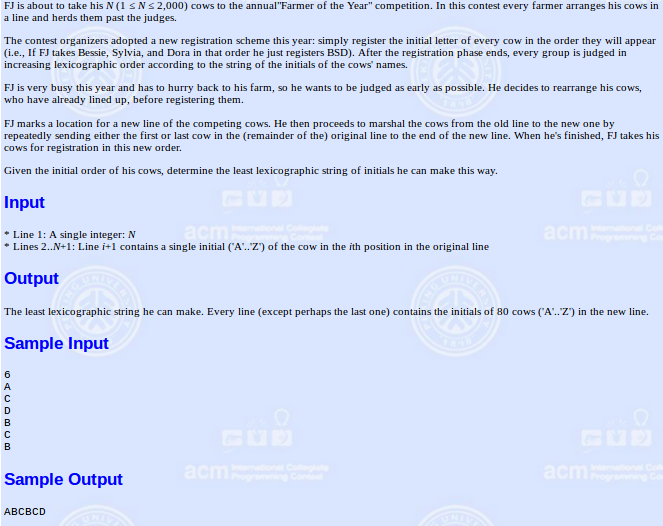 FJ is about to take his N (1 ≤ N ≤ 2,000) cows to the annual"Farmer of the Year" competition. In this contest every farmer arranges his cows in
a line and herds them past the judges.
The contest organizers adopted a new registration scheme this year: simply register the initial letter of every cow in the order they will appear
(i.e., If FJ takes Bessie, Sylvia, and Dora in that order he just registers BSD). After the registration phase ends, every group is judged in
increasing lexicographic order according to the string of the initials of the cows' names.
FJ is very busy this year and has to hurry back to his farm, so he wants to be judged as early as possible. He decides to rearrange his cows,
who have already lined up, before registering them.
FJ marks a location for a new line of the competing cows. He then proceeds to marshal the cows from the old line to the new one by
repeatedly sending either the first or last cow in the (remainder of the) original line to the end of the new line. When he's finished, FJ takes his
cows for registration in this new order.
Given the initial order of his cows, determine the least lexicographic string of initials he can make this way.
Input
* Line 1: A single integer: N
* Lines 2..N+1: Line i+1 contains a single initial ('A'..'Z') of the cow in the ith position in the original line
Output
The least lexicographic string he can make. Every line (except perhaps the last one) contains the initials of 80 cows ('A'..'Z') in the new line.
Sample Input
6
A
C
D
B
C
B
Sample Output
ABCBCD